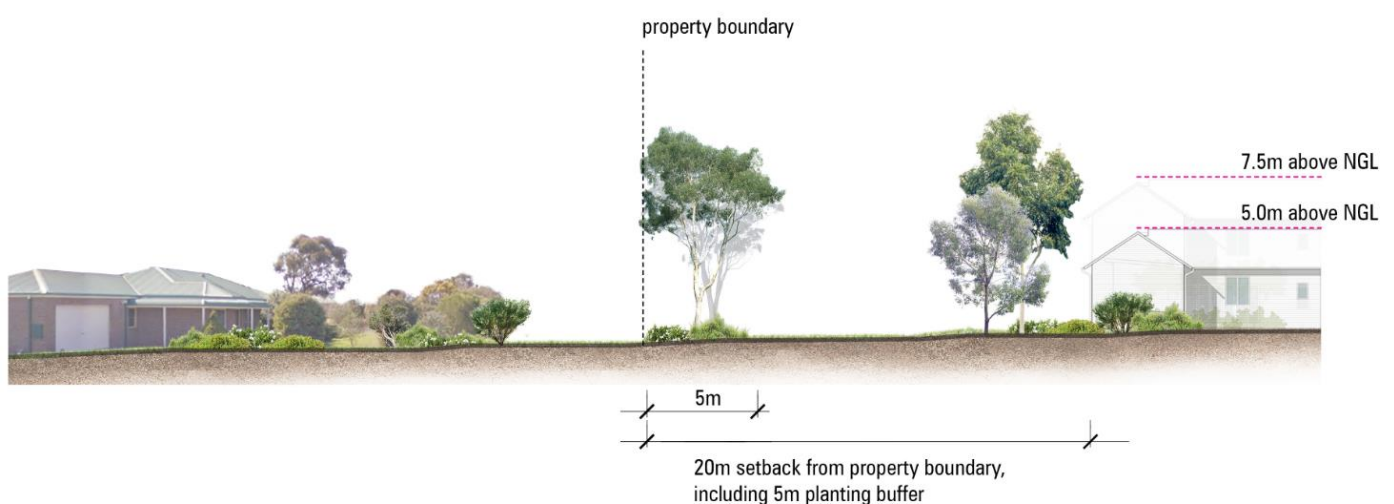 property boundary
7.5m above NGL
5.0m above NGL
5m
20m setback from property boundary,
including 5m planting buffer